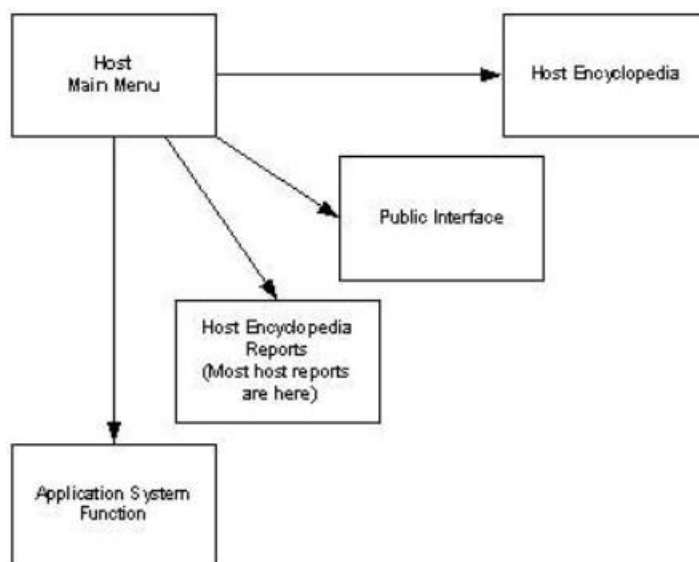 Host
Main Menu
Host Encyclopedia
Public Interface
Host Encyclopedia
Reports
(Most host reports
are here)
Application System
Function